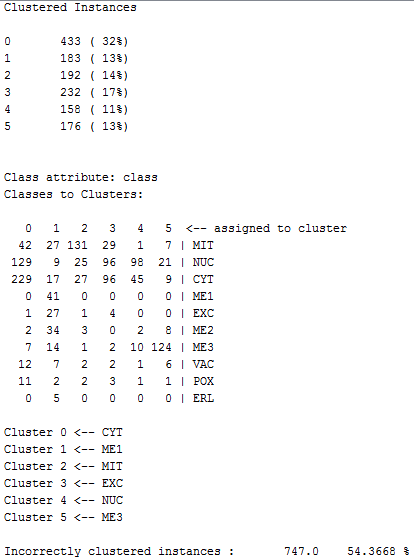 Clustered Instances
0 433 ( 32%)
1 183 ( 13%)
2 192 ( 14%)
3 232 ( 17%)
4 158 ( 11%)
5 176 ( 13%)
Class attribute: class
Classes to Clusters:
0 1 2 3 4 5 <-- assigned to cluster
42 27 131 29 1 7 | MIT
129 9 25 96 98 21 | NUC
229 17 27 96 45 9 | CYT
0 41 0 0 0 0 | ME1
1 27 1 4 0 0 | EXC
2 34 3 0 2 8 | ME2
7 14 1 2 10 124 | ME3
12 7 2 2 1 6 | VAC
11 2 2 3 1 1 | POX
0 5 0 0 0 0 | ERL
Cluster 0 <-- CYT
Cluster 1 <-- ME1
Cluster 2 <-- MIT
Cluster 3 <-- EXC
Cluster 4 <-- NUC
Cluster 5 <-- ME3
Incorrectly clustered instances : 747.0 54.3668 %